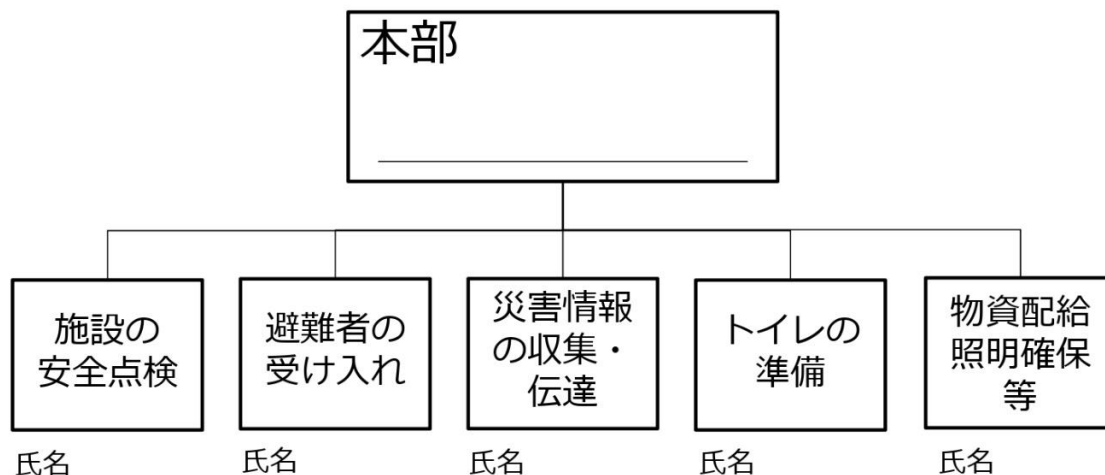 本部
施設の
安全点検
避難者の
受け入れ
災害情報
の収集・
伝達
トイレの
準備
物資配給
照明確保
等
氏名
氏名
氏名
氏名
氏名